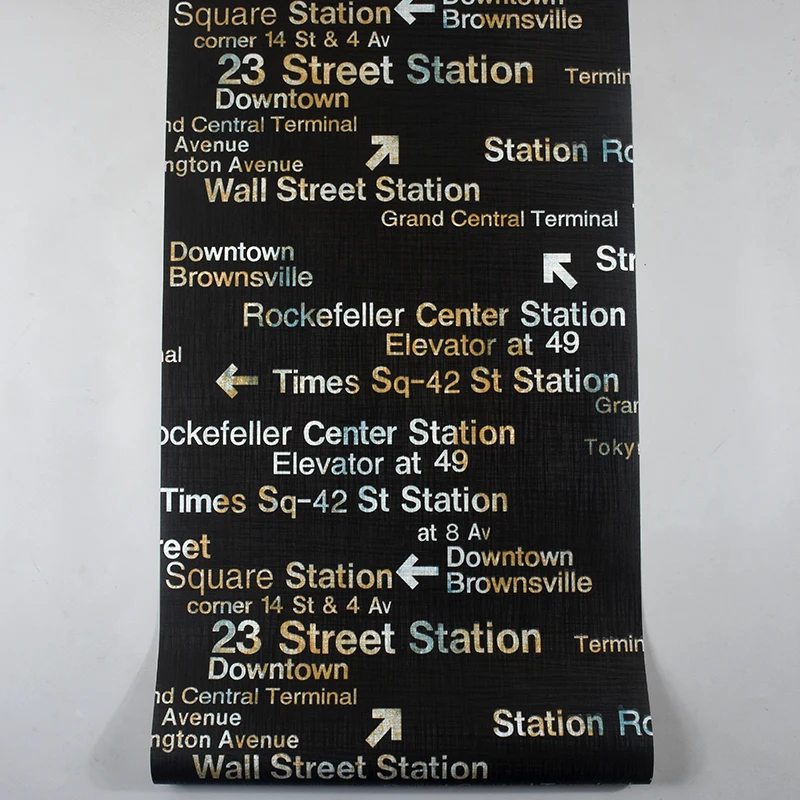 Square Station
Downtown
Brownsville
corner 14 St & 4 Av
23 Street Station
Termin
Downtown
nd Central Terminal
Avenue
ngton Avenue
Station Ro
Wall Street Station
Grand Central Terminal
Downtown
Brownsville
Str
Rockefeller Center Station
Elevator at 49
al
Times Sq-42 St Station
Gran
ockefeller Center Station
Toky
Elevator at 49
Times Sq-42 St Station
at 8 Av
reet
Downtown
Square Station
Brownsville
corner 14 St & 4 Av
23 Street Station
Termin
Downtown
nd Central Terminal
Avenue
ngton Avenue
Station Ro
Wall Street Station